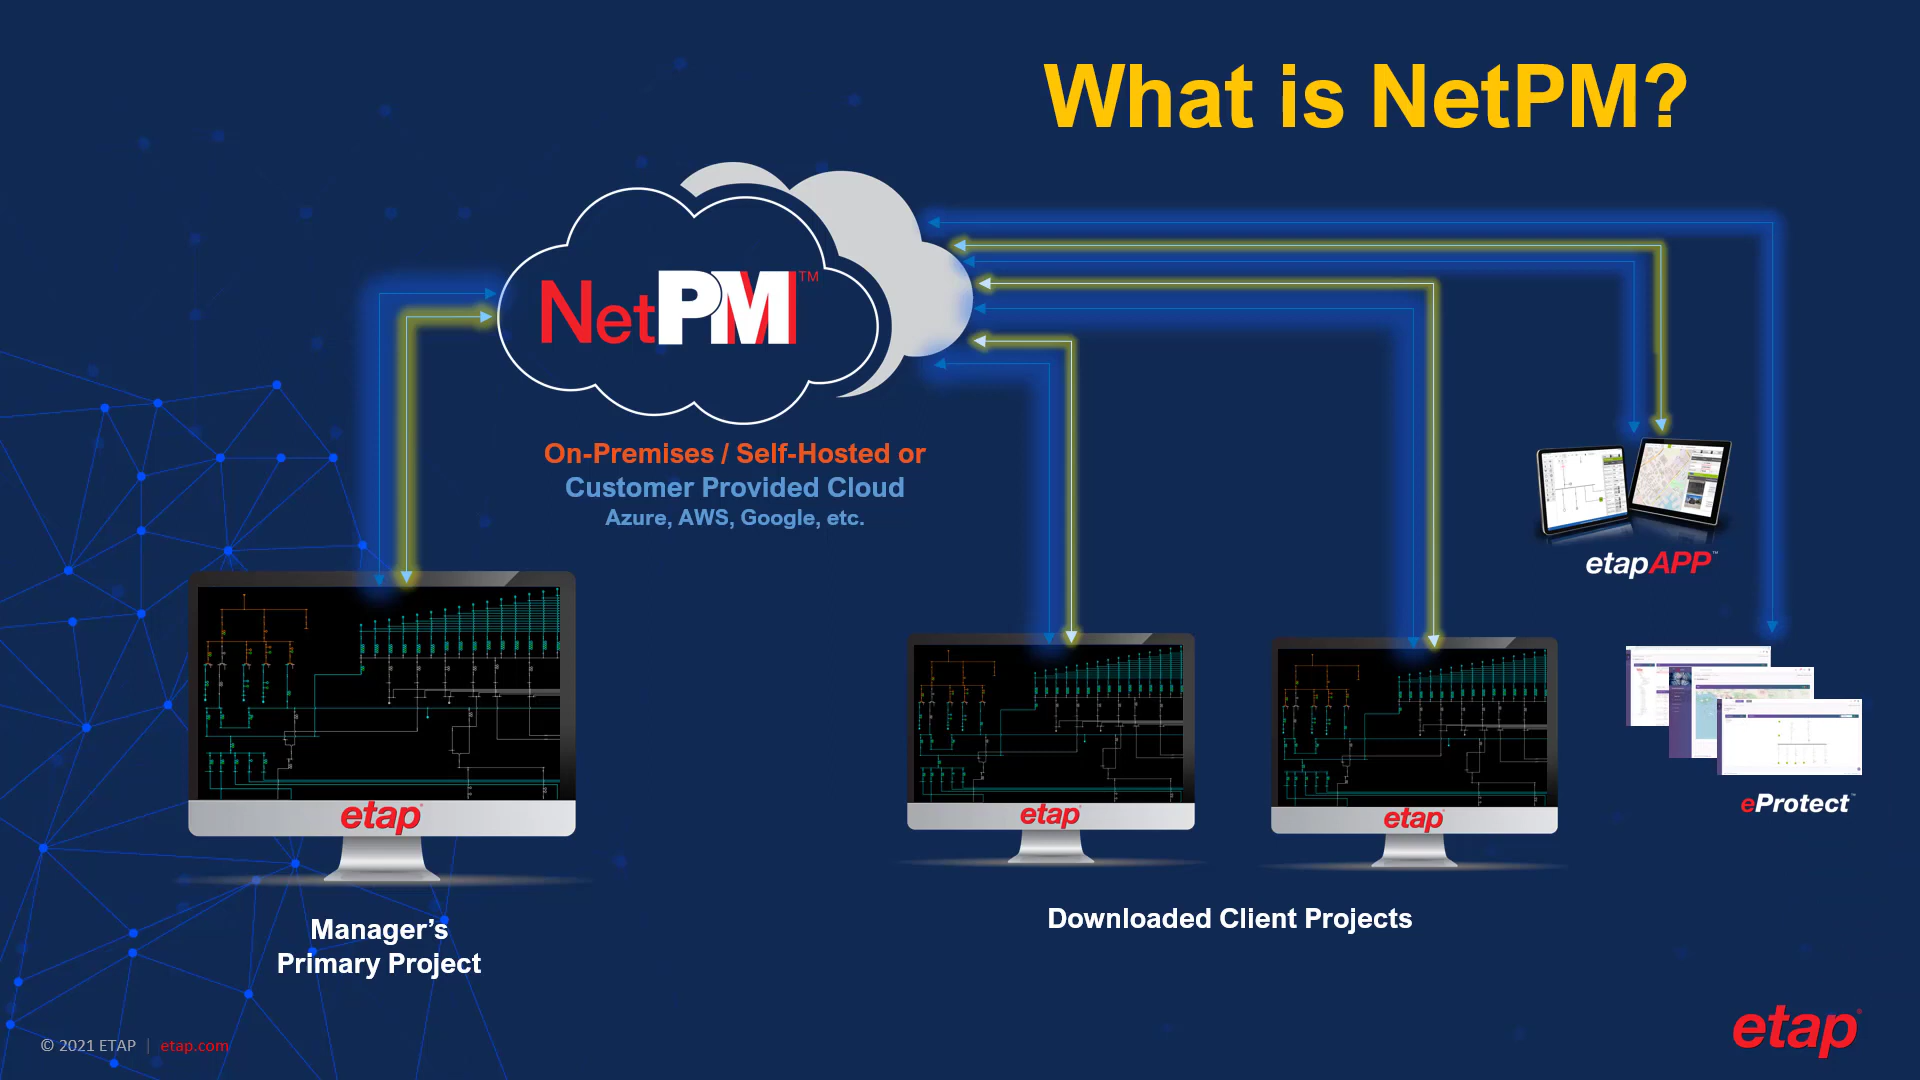 What is NetPM?
NetPM™
On-Premises / Self-Hosted or
Customer Provided Cloud
Azure, AWS, Google, etc.
etapAPP™
eProtect™
etap®
etap®
etap®
Manager’s
Primary Project
Downloaded Client Projects
© 2021 ETAP | etap.com
etap®